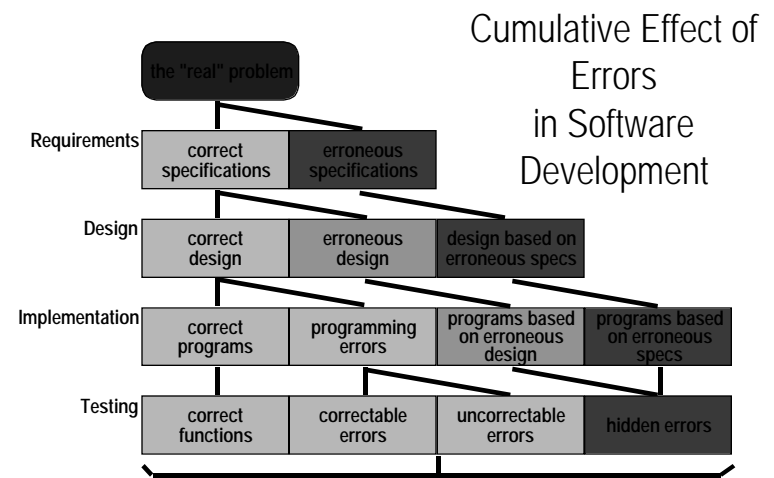 Cumulative Effect of
Errors
in Software
Development
the "real" problem
Requirements
correct
specifications
erroneous
specifications
Design
correct
design
erroneous
design
design based on
erroneous specs
Implementation
correct
programs
programming
errors
programs based
on erroneous
design
programs based
on erroneous
specs
Testing
correct
functions
correctable
errors
uncorrectable
errors
hidden errors